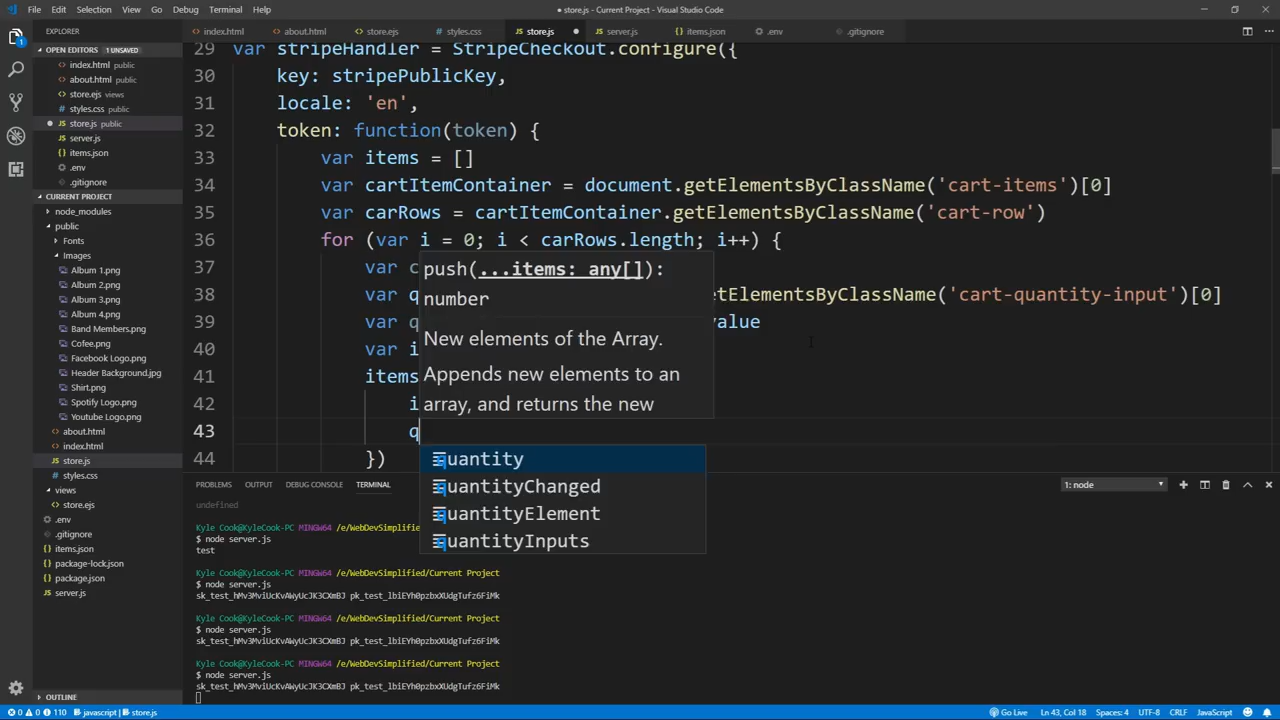 File Edit Selection View Go Debug Terminal Help
● store.js - Current Project - Visual Studio Code
EXPLORER
OPEN EDITORS 1 UNSAVED
index.html public
about.html public
store.ejs views
styles.css public
store.js public
server.js
items.json
.env
.gitignore
CURRENT PROJECT
node_modules
public
Fonts
Images
Album 1.png
Album 2.png
Album 3.png
Album 4.png
Band Members.png
Cofee.png
Facebook Logo.png
Header Background.jpg
Shirt.png
Spotify Logo.png
Youtube Logo.png
about.html
index.html
store.js
styles.css
views
store.ejs
.env
.gitignore
items.json
package-lock.json
package.json
server.js
OUTLINE
index.html about.html store.ejs styles.css store.js server.js items.json .env .gitignore
29 var stripeHandler = StripeCheckout.configure({
30 key: stripePublicKey,
31 locale: 'en',
32 token: function(token) {
33 var items = []
34 var cartItemContainer = document.getElementsByClassName('cart-items')[0]
35 var carRows = cartItemContainer.getElementsByClassName('cart-row')
36 for (var i = 0; i < carRows.length; i++) {
37 var c
38 var q etElementsByClassName('cart-quantity-input')[0]
39 var q value
40 var i
41 items
42 i
43 q
44 })
push(...items: any[]):
number
New elements of the Array.
Appends new elements to an
array, and returns the new
quantity
quantityChanged
quantityElement
quantityInputs
PROBLEMS OUTPUT DEBUG CONSOLE TERMINAL
1: node
undefined
Kyle Cook@KyleCook-PC MINGW64 /e/WebDevSimplified/Current Project
$ node server.js
test
Kyle Cook@KyleCook-PC MINGW64 /e/WebDevSimplified/Current Project
$ node server.js
sk_test_hMv3MviUcKvAWyUcJK3CXmBJ pk_test_lbiEYh0pzbxXUdgTufz6FiMk
Kyle Cook@KyleCook-PC MINGW64 /e/WebDevSimplified/Current Project
$ node server.js
sk_test_hMv3MviUcKvAWyUcJK3CXmBJ pk_test_lbiEYh0pzbxXUdgTufz6FiMk
Kyle Cook@KyleCook-PC MINGW64 /e/WebDevSimplified/Current Project
$ node server.js
sk_test_hMv3MviUcKvAWyUcJK3CXmBJ pk_test_lbiEYh0pzbxXUdgTufz6FiMk
0 0 110 javascript store.js
Go Live Ln 43, Col 18 Spaces: 4 UTF-8 CRLF JavaScript